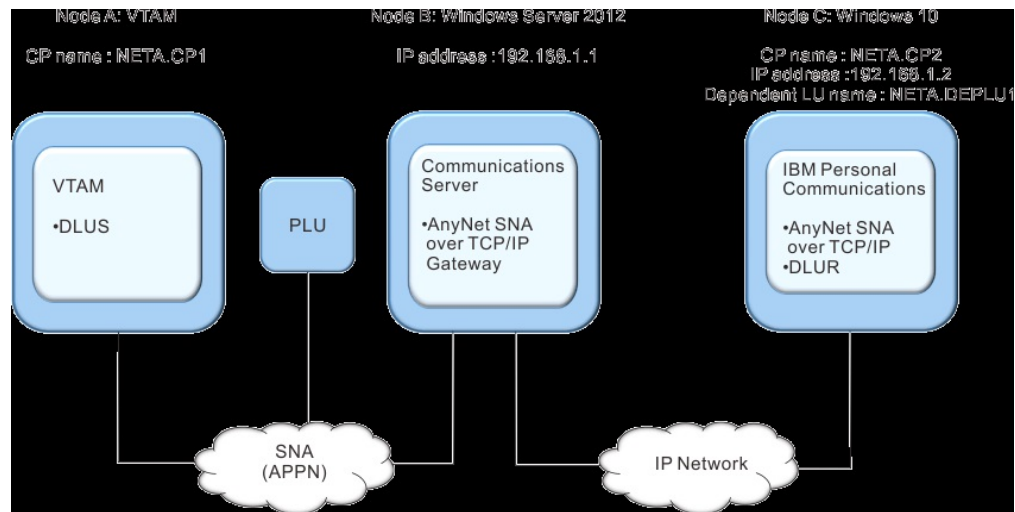 Node A: VTAM
CP name : NETA.CP1
Node B: Windows Server 2012
IP address :192.168.1.1
Node C: Windows 10
CP name : NETA.CP2
IP address :192.168.1.2
Dependent LU name : NETA.DEPLU1
VTAM
•DLUS
PLU
Communications
Server
•AnyNet SNA
over TCP/IP
Gateway
IBM Personal
Communications
•AnyNet SNA
over TCP/IP
•DLUR
SNA
(APPN)
IP Network